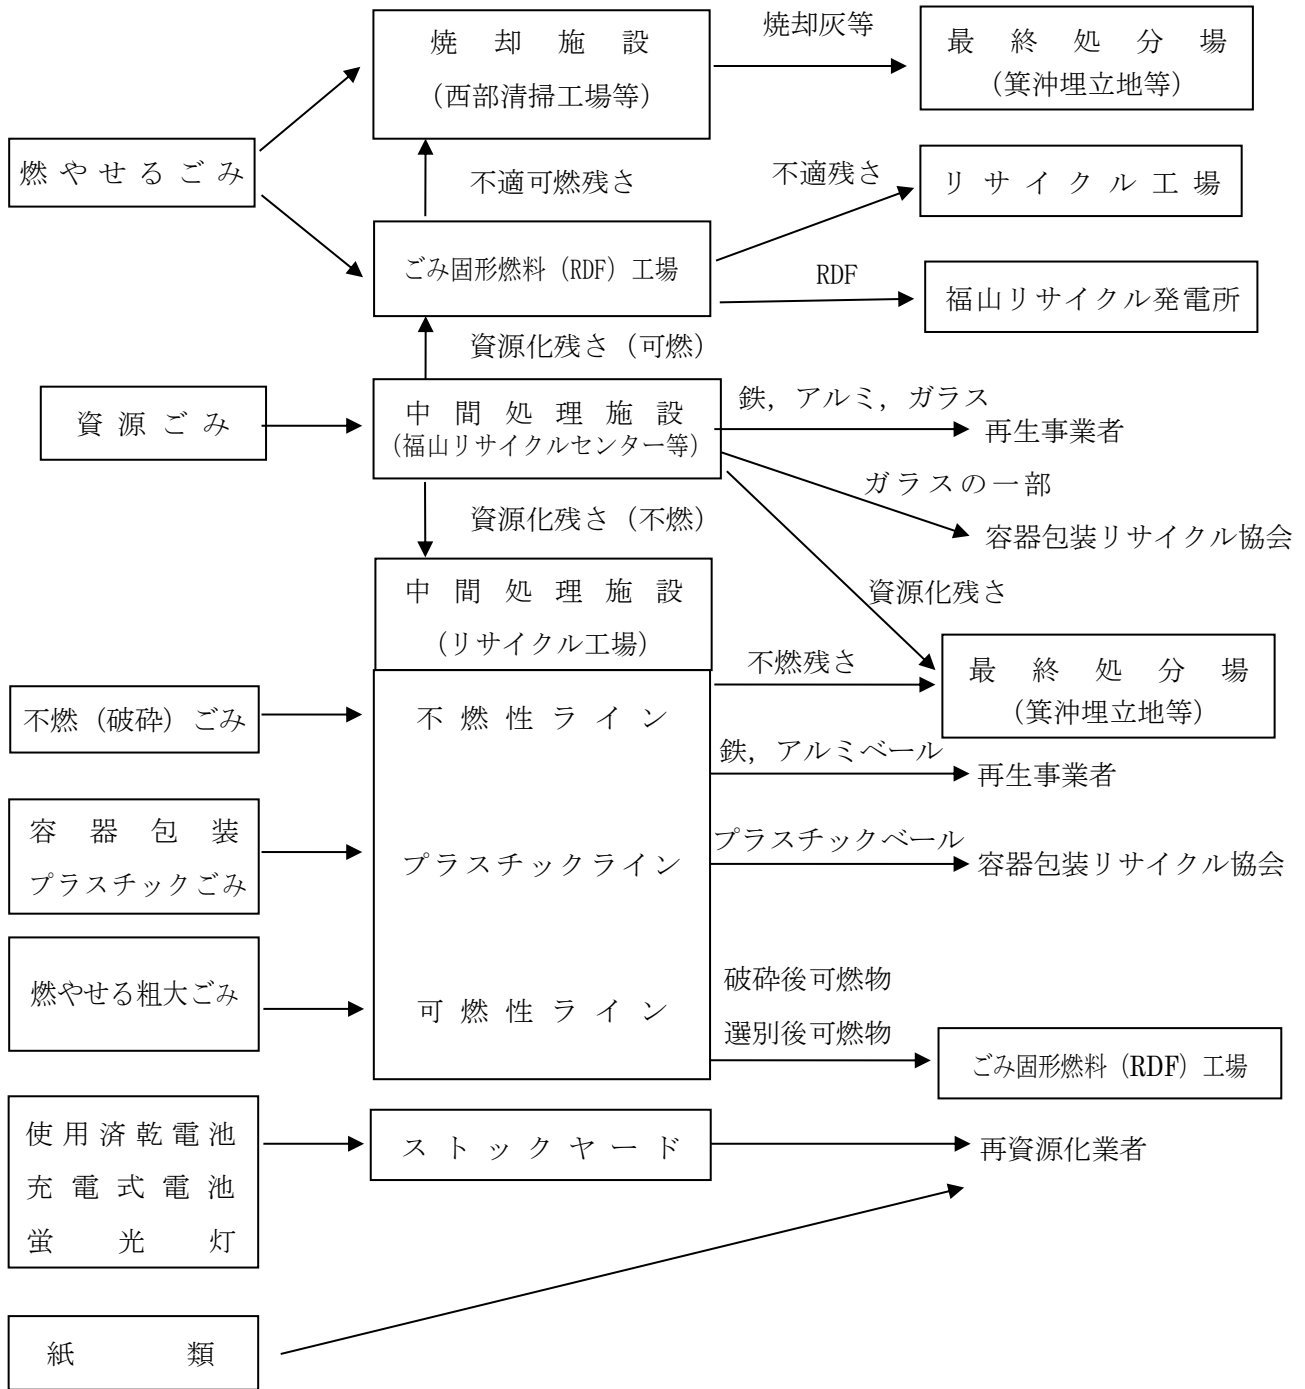 焼却施設
(西部清掃工場等)
焼却灰等
最終処分場
(箕沖埋立地等)
燃やせるごみ
不適可燃残さ
不適残さ
リサイクル工場
ごみ固形燃料(RDF)工場
RDF
福山リサイクル発電所
資源化残さ(可燃)
資源ごみ
中間処理施設
(福山リサイクルセンター等)
鉄，アルミ，ガラス
再生事業者
ガラスの一部
容器包装リサイクル協会
資源化残さ(不燃)
資源化残さ
中間処理施設
(リサイクル工場)
不燃残さ
最終処分場
(箕沖埋立地等)
不燃(破砕)ごみ
不燃性ライン
鉄，アルミベール
再生事業者
容器包装
プラスチックごみ
プラスチックライン
プラスチックベール
容器包装リサイクル協会
燃やせる粗大ごみ
可燃性ライン
破砕後可燃物
選別後可燃物
ごみ固形燃料(RDF)工場
使用済乾電池
充電式電池
蛍光灯
ストックヤード
再資源化業者
紙類